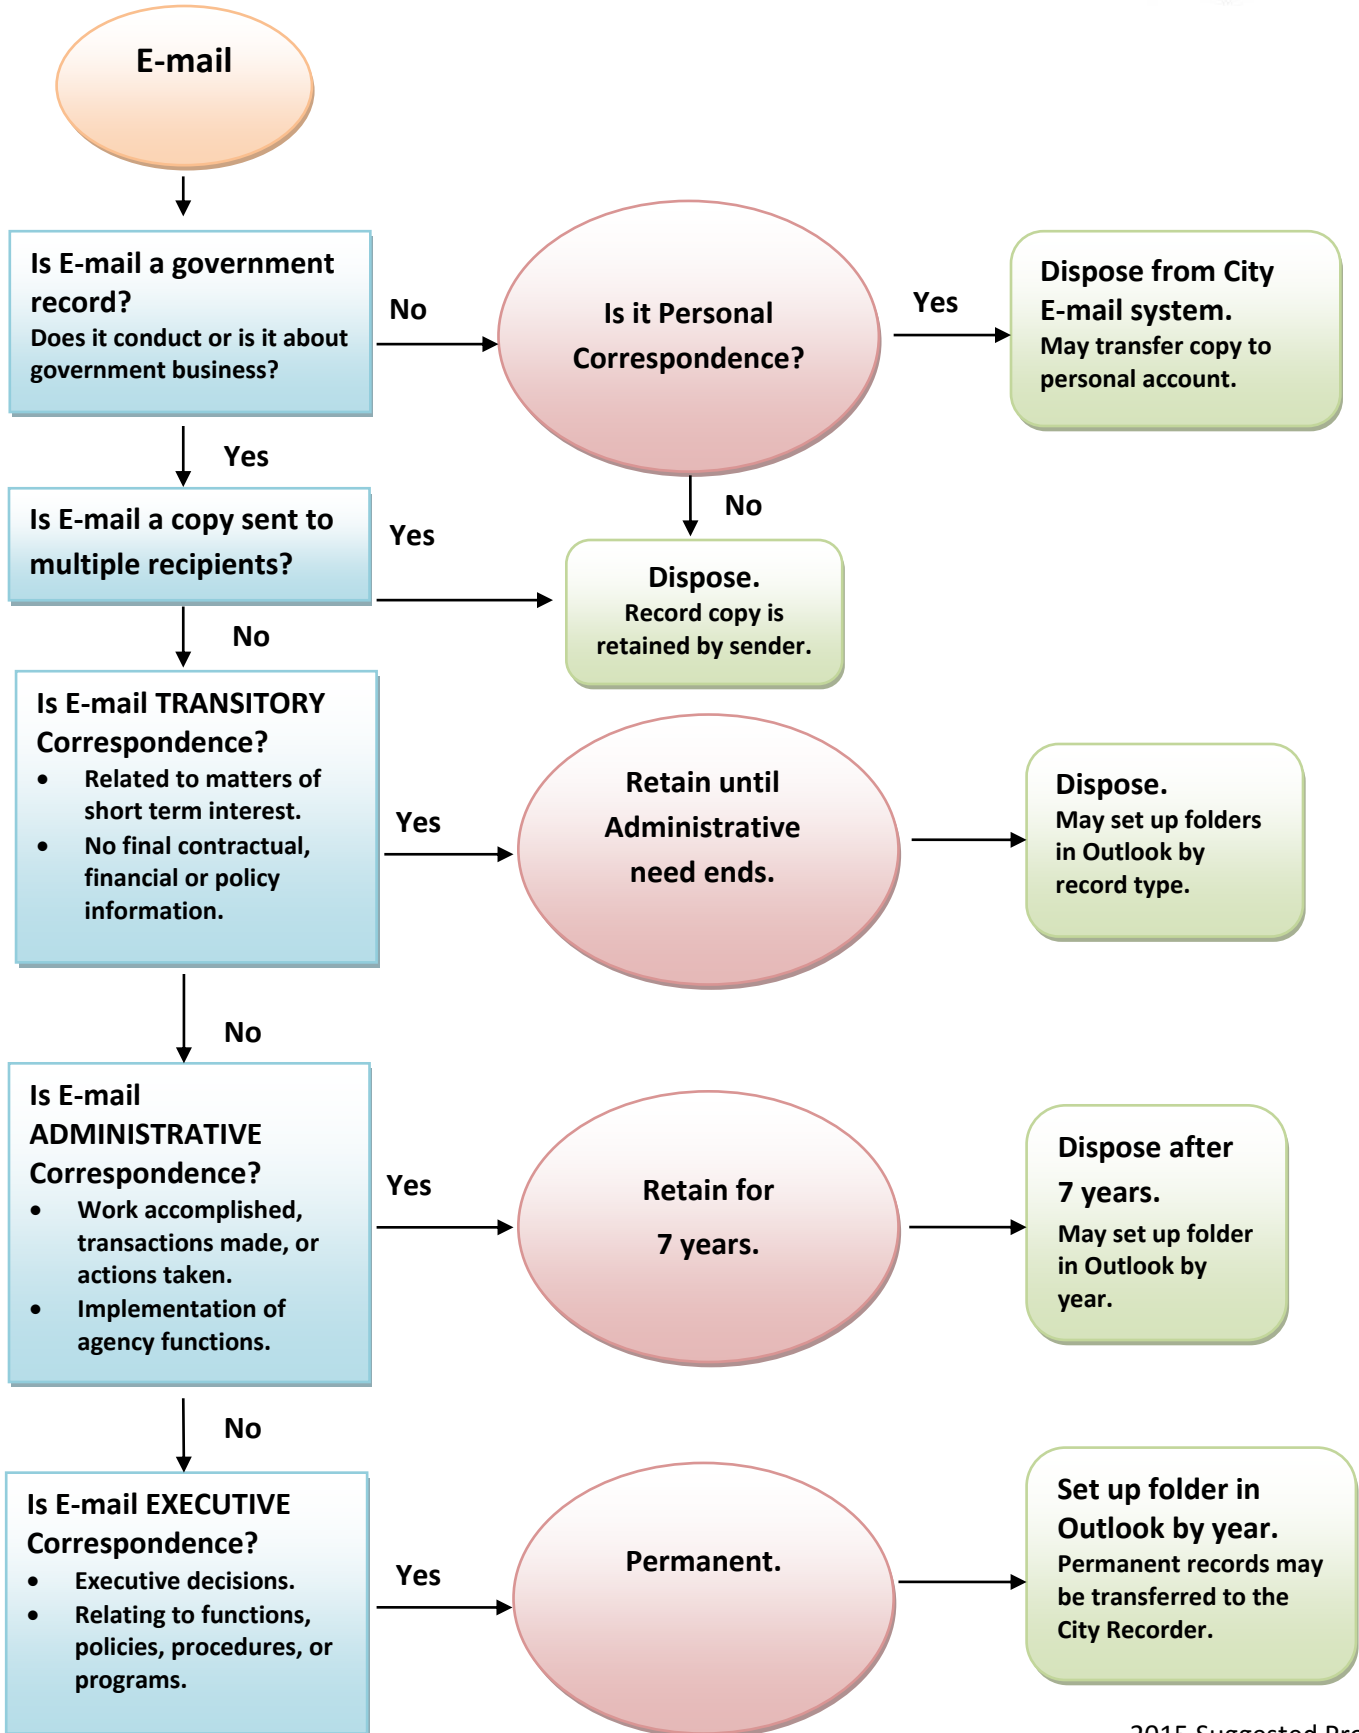 E-mail
Is E-mail a government
record?
Does it conduct or is it about
government business?
No
Is it Personal
Correspondence?
Yes
Dispose from City
E-mail system.
May transfer copy to
personal account.
Yes
No
Is E-mail a copy sent to
multiple recipients?
Yes
Dispose.
Record copy is
retained by sender.
No
Is E-mail TRANSITORY
Correspondence?
• Related to matters of
short term interest.
• No final contractual,
financial or policy
information.
Yes
Retain until
Administrative
need ends.
Dispose.
May set up folders
in Outlook by
record type.
No
Is E-mail
ADMINISTRATIVE
Correspondence?
• Work accomplished,
transactions made, or
actions taken.
• Implementation of
agency functions.
Yes
Retain for
7 years.
Dispose after
7 years.
May set up folder
in Outlook by
year.
No
Is E-mail EXECUTIVE
Correspondence?
• Executive decisions.
• Relating to functions,
policies, procedures, or
programs.
Yes
Permanent.
Set up folder in
Outlook by year.
Permanent records may
be transferred to the
City Recorder.
2015 Suggested